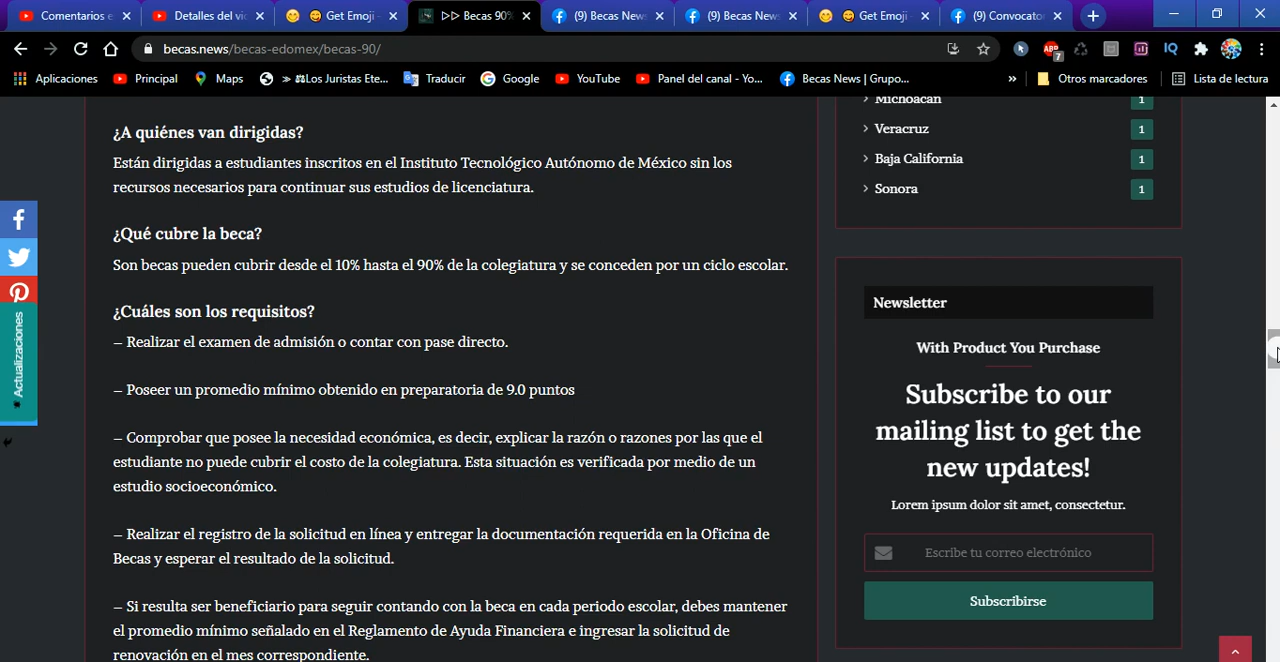 Comentarios e
Detalles del vi
Get Emoji -
▷▷ Becas 90%
(9) Becas News
(9) Becas News
Get Emoji -
(9) Convocator
becas.news/becas-edomex/becas-90/
ABP
7
IQ
Aplicaciones
Principal
Maps
» ⚖Los Juristas Ete...
Traducir
Google
YouTube
Panel del canal - Yo...
Becas News | Grupo...
»
Otros marcadores
Lista de lectura
¿A quiénes van dirigidas?
Están dirigidas a estudiantes inscritos en el Instituto Tecnológico Autónomo de México sin los
recursos necesarios para continuar sus estudios de licenciatura.
¿Qué cubre la beca?
Son becas pueden cubrir desde el 10% hasta el 90% de la colegiatura y se conceden por un ciclo escolar.
¿Cuáles son los requisitos?
– Realizar el examen de admisión o contar con pase directo.
– Poseer un promedio mínimo obtenido en preparatoria de 9.0 puntos
– Comprobar que posee la necesidad económica, es decir, explicar la razón o razones por las que el
estudiante no puede cubrir el costo de la colegiatura. Esta situación es verificada por medio de un
estudio socioeconómico.
– Realizar el registro de la solicitud en línea y entregar la documentación requerida en la Oficina de
Becas y esperar el resultado de la solicitud.
– Si resulta ser beneficiario para seguir contando con la beca en cada periodo escolar, debes mantener
el promedio mínimo señalado en el Reglamento de Ayuda Financiera e ingresar la solicitud de
renovación en el mes correspondiente.
Actualizaciones
Michoacán 1
Veracruz 1
Baja California 1
Sonora 1
Newsletter
With Product You Purchase
Subscribe to our
mailing list to get the
new updates!
Lorem ipsum dolor sit amet, consectetur.
Escribe tu correo electrónico
Subscribirse